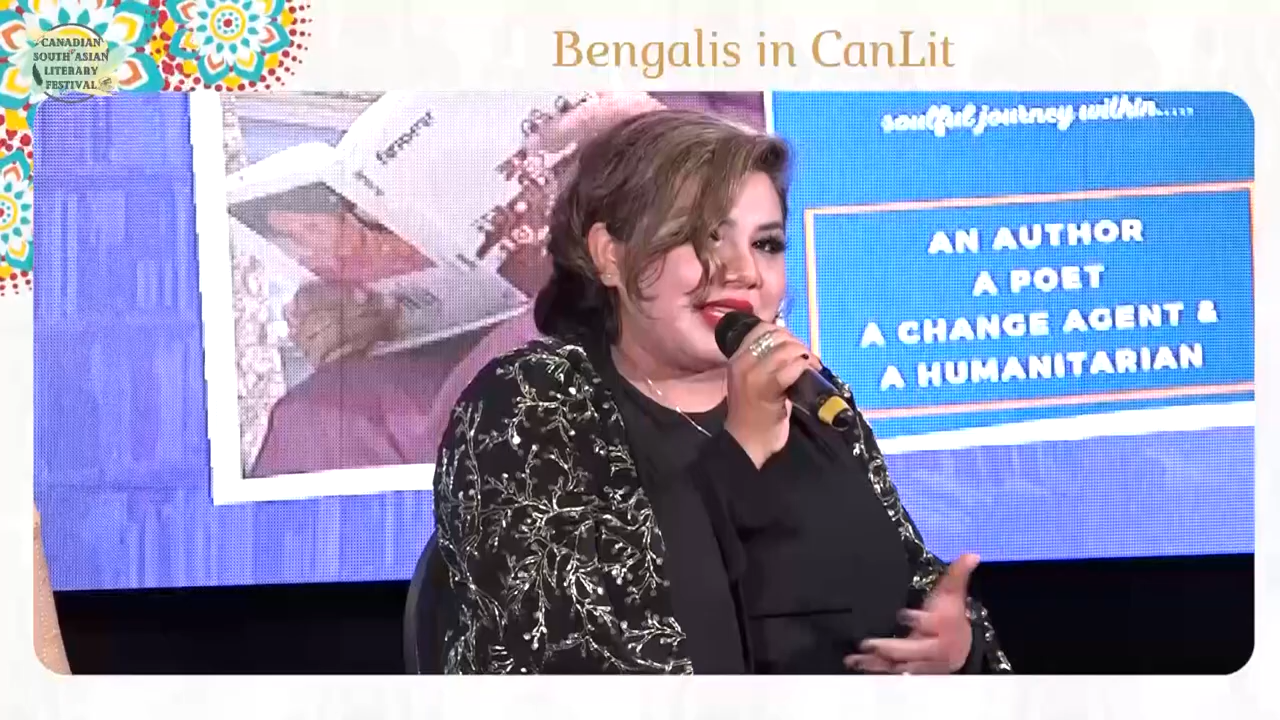 CANADIAN
SOUTH ASIAN
LITERARY
FESTIVAL
Bengalis in CanLit
soulful journey within.....
AN AUTHOR
A POET
A CHANGE AGENT &
A HUMANITARIAN